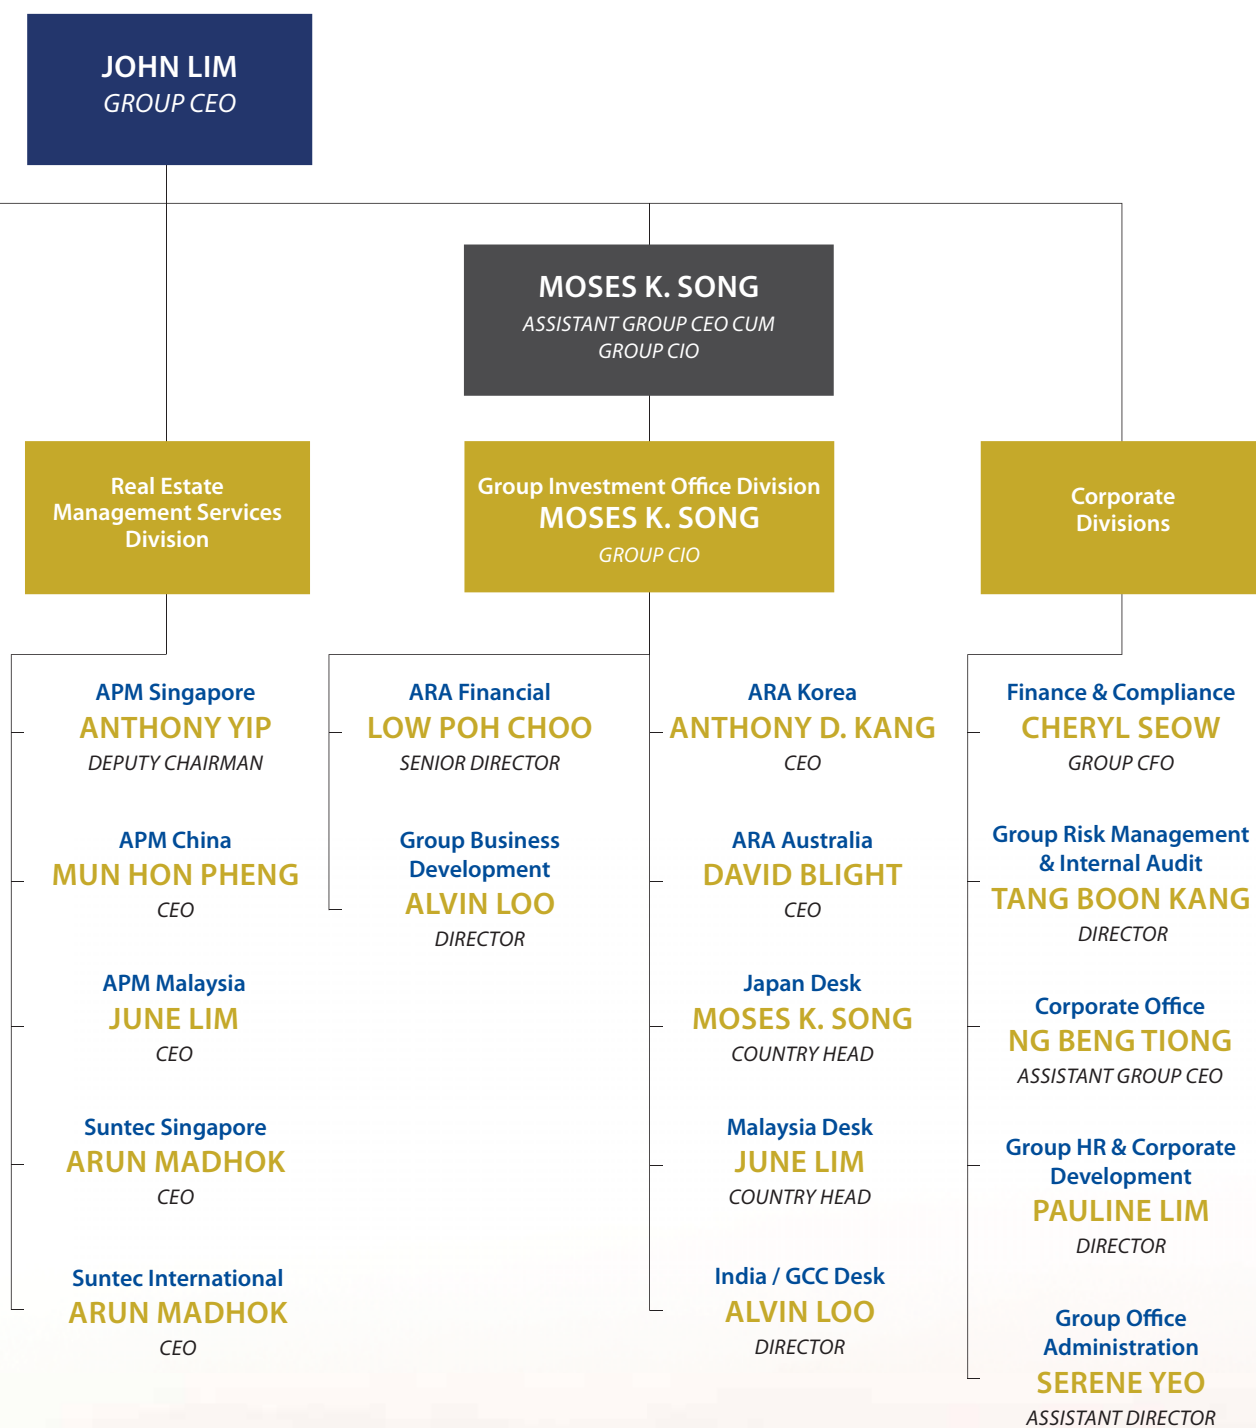 JOHN LIM
GROUP CEO
MOSES K. SONG
ASSISTANT GROUP CEO CUM
GROUP CIO
Real Estate
Management Services
Division
Group Investment Office Division
MOSES K. SONG
GROUP CIO
Corporate
Divisions
APM Singapore
ANTHONY YIP
DEPUTY CHAIRMAN
APM China
MUN HON PHENG
CEO
APM Malaysia
JUNE LIM
CEO
Suntec Singapore
ARUN MADHOK
CEO
Suntec International
ARUN MADHOK
CEO
ARA Financial
LOW POH CHOO
SENIOR DIRECTOR
Group Business
Development
ALVIN LOO
DIRECTOR
ARA Korea
ANTHONY D. KANG
CEO
ARA Australia
DAVID BLIGHT
CEO
Japan Desk
MOSES K. SONG
COUNTRY HEAD
Malaysia Desk
JUNE LIM
COUNTRY HEAD
India / GCC Desk
ALVIN LOO
DIRECTOR
Finance & Compliance
CHERYL SEOW
GROUP CFO
Group Risk Management
& Internal Audit
TANG BOON KANG
DIRECTOR
Corporate Office
NG BENG TIONG
ASSISTANT GROUP CEO
Group HR & Corporate
Development
PAULINE LIM
DIRECTOR
Group Office
Administration
SERENE YEO
ASSISTANT DIRECTOR